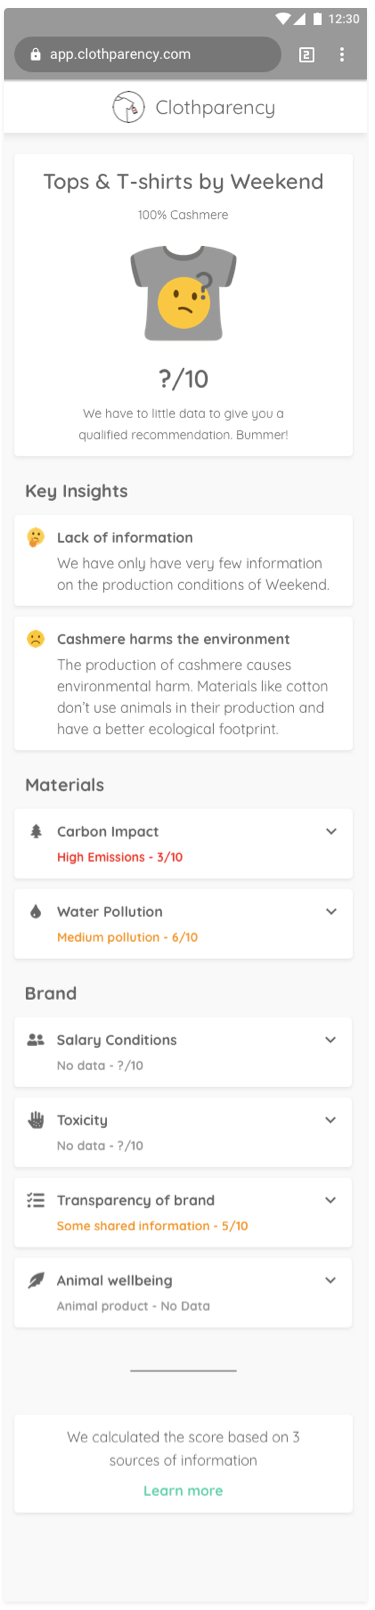 12:30
app.clothparency.com
2
Clothparency
Tops & T-shirts by Weekend
100% Cashmere
?
?/10
We have to little data to give you a
qualified recommendation. Bummer!
Key Insights
Lack of information
We have only have very few information
on the production conditions of Weekend.
Cashmere harms the environment
The production of cashmere causes
environmental harm. Materials like cotton
don't use animals in their production and
have a better ecological footprint.
Materials
Carbon Impact
High Emissions - 3/10
Water Pollution
Medium pollution - 6/10
Brand
Salary Conditions
No data - ?/10
Toxicity
No data - ?/10
Transparency of brand
Some shared information - 5/10
Animal wellbeing
Animal product - No Data
We calculated the score based on 3
sources of information
Learn more